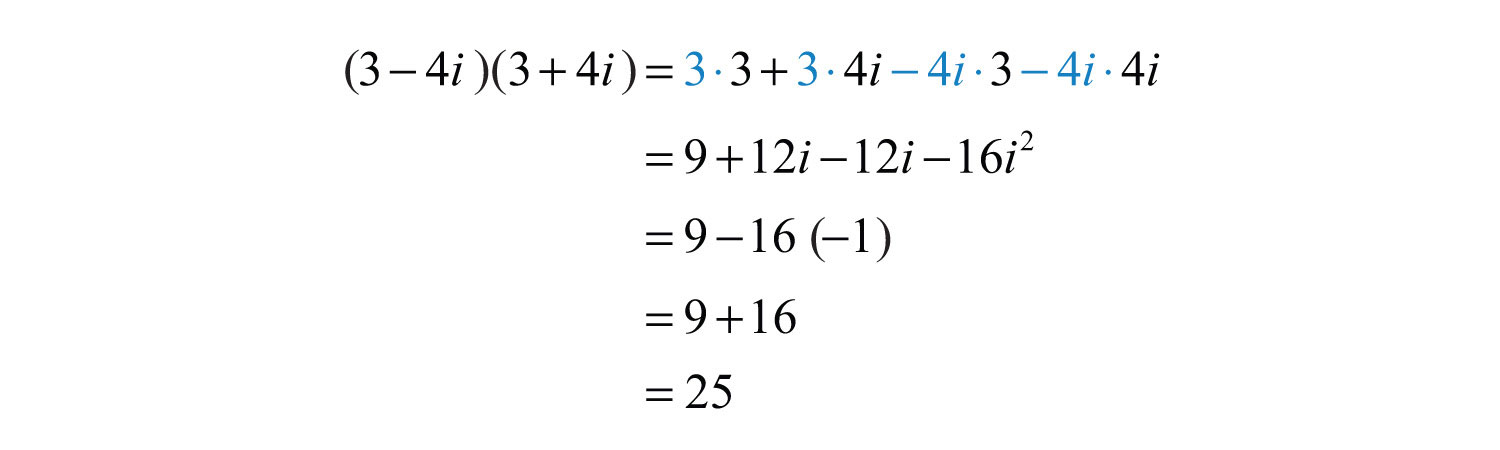 (3 − 4i)(3 + 4i) = 3 · 3 + 3 · 4i − 4i · 3 − 4i · 4i
= 9 + 12i − 12i − 16i²
= 9 − 16 (−1)
= 9 + 16
= 25